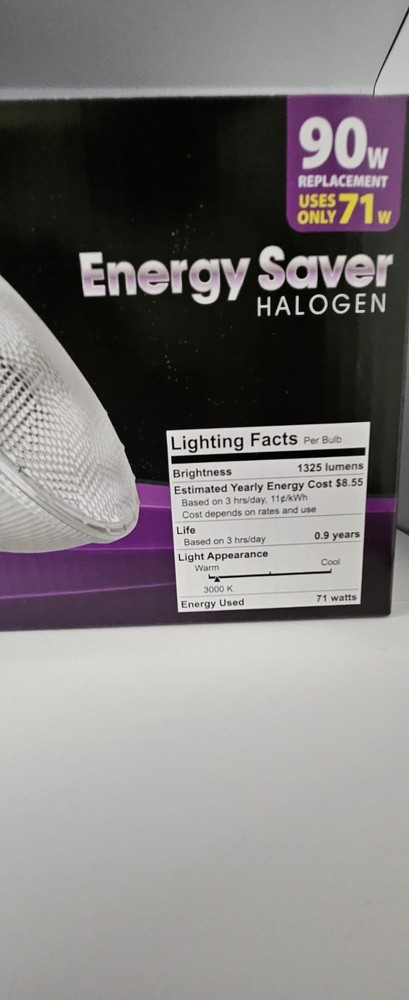 90W
REPLACEMENT
USES
ONLY 71W
Energy Saver
HALOGEN
Lighting Facts Per Bulb
Brightness 1325 lumens
Estimated Yearly Energy Cost $8.55
Based on 3 hrs/day, 11¢/kWh
Cost depends on rates and use
Life
Based on 3 hrs/day 0.9 years
Light Appearance
Warm Cool
3000 K
Energy Used 71 watts